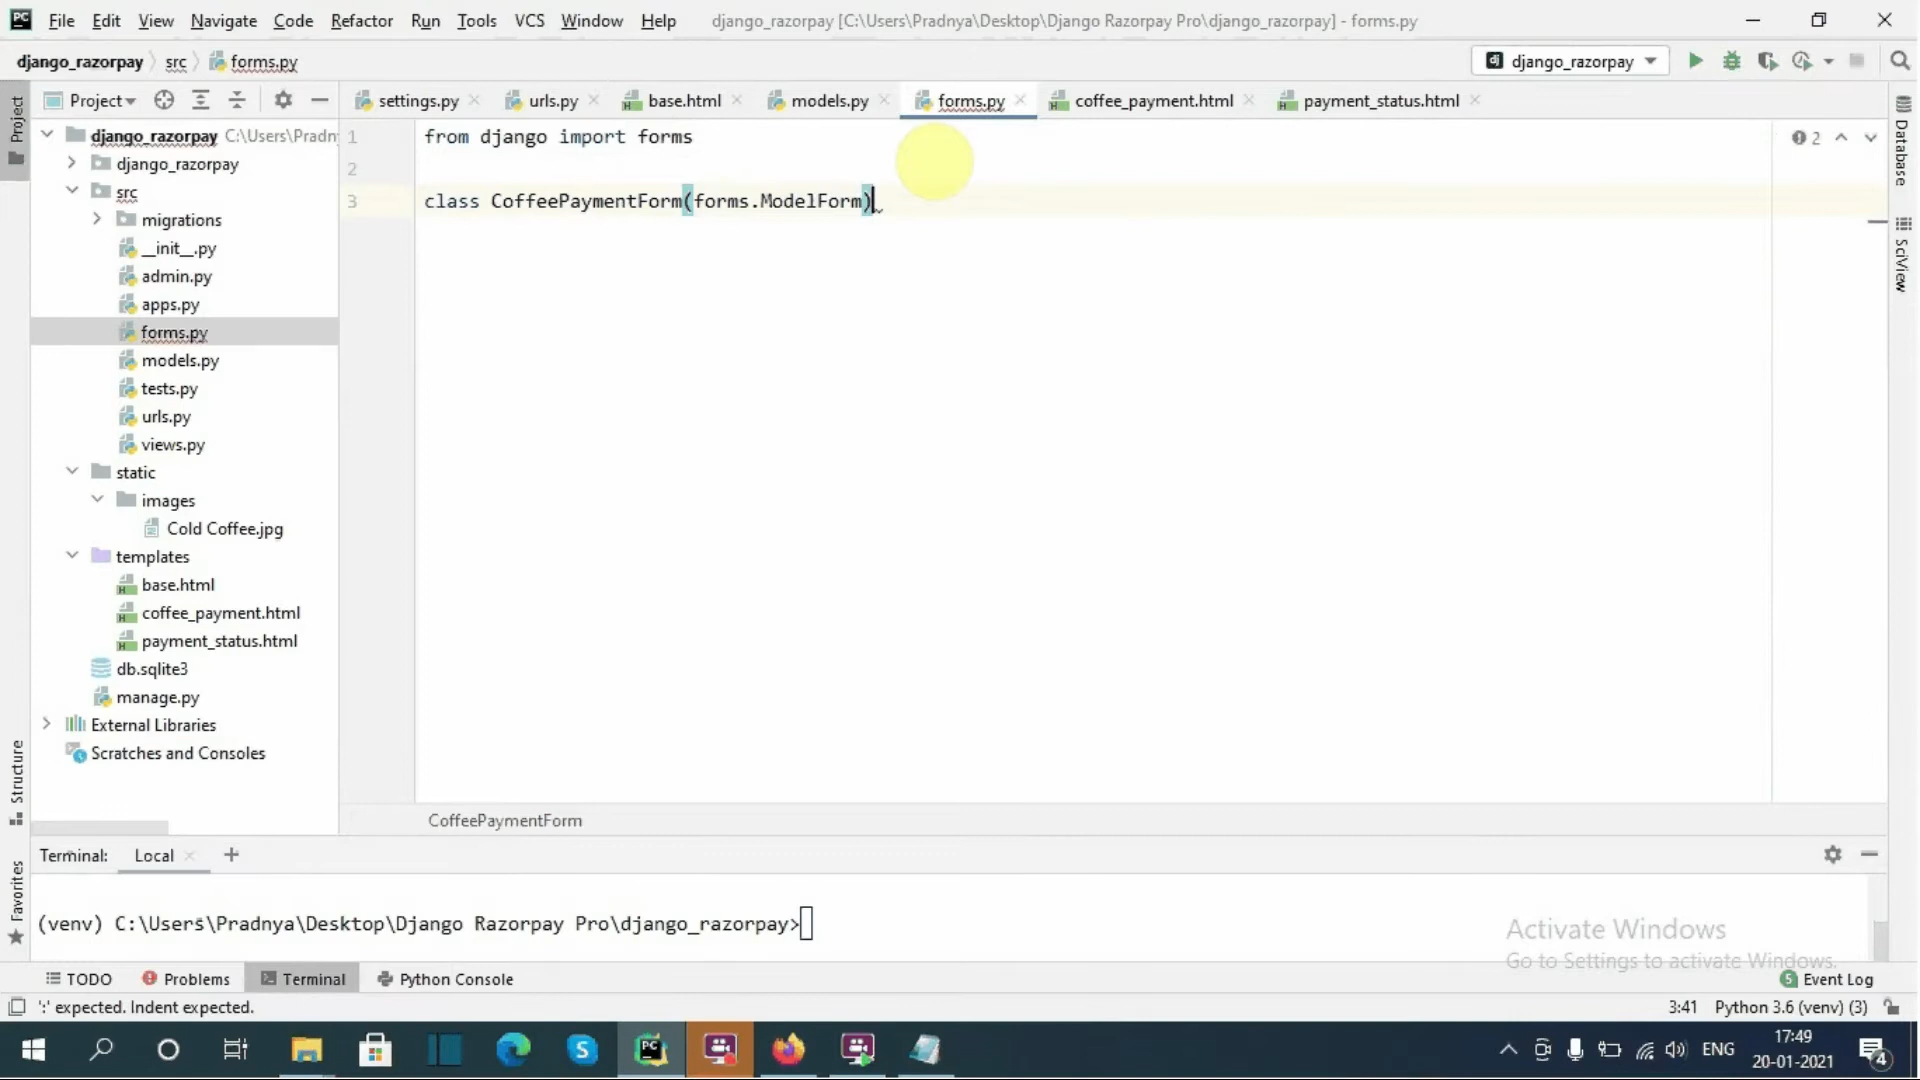 File Edit View Navigate Code Refactor Run Tools VCS Window Help django_razorpay [C:\Users\Pradnya\Desktop\Django Razorpay Pro\django_razorpay] - forms.py
django_razorpay src forms.py django_razorpay
Project settings.py urls.py base.html models.py forms.py coffee_payment.html payment_status.html
Project
Database
SciView
Structure
Favorites
django_razorpay C:\Users\Pradn
django_razorpay
src
migrations
__init__.py
admin.py
apps.py
forms.py
models.py
tests.py
urls.py
views.py
static
images
Cold Coffee.jpg
templates
base.html
coffee_payment.html
payment_status.html
db.sqlite3
manage.py
External Libraries
Scratches and Consoles
1 from django import forms
2
3 class CoffeePaymentForm(forms.ModelForm)
2
CoffeePaymentForm
Terminal: Local
(venv) C:\Users\Pradnya\Desktop\Django Razorpay Pro\django_razorpay>
Activate Windows
Go to Settings to activate Windows.
TODO Problems Terminal Python Console 5 Event Log
':' expected. Indent expected. 3:41 Python 3.6 (venv) (3)
ENG 17:49
20-01-2021
4